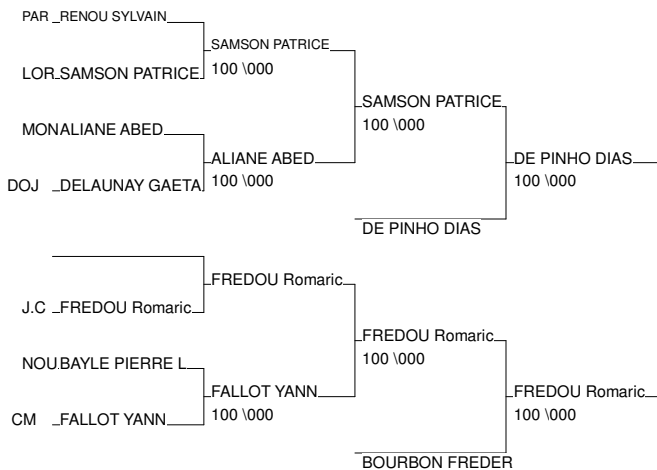 PAR RENOU SYLVAIN
SAMSON PATRICE
100 \000
LOR SAMSON PATRICE
SAMSON PATRICE
100 \000
MON ALIANE ABED
ALIANE ABED
100 \000
DE PINHO DIAS
100 \000
DOJ DELAUNAY GAETA
DE PINHO DIAS
FREDOU Romaric
J.C FREDOU Romaric
FREDOU Romaric
100 \000
NOU BAYLE PIERRE L
FALLOT YANN
100 \000
FREDOU Romaric
100 \000
CM FALLOT YANN
BOURBON FREDER